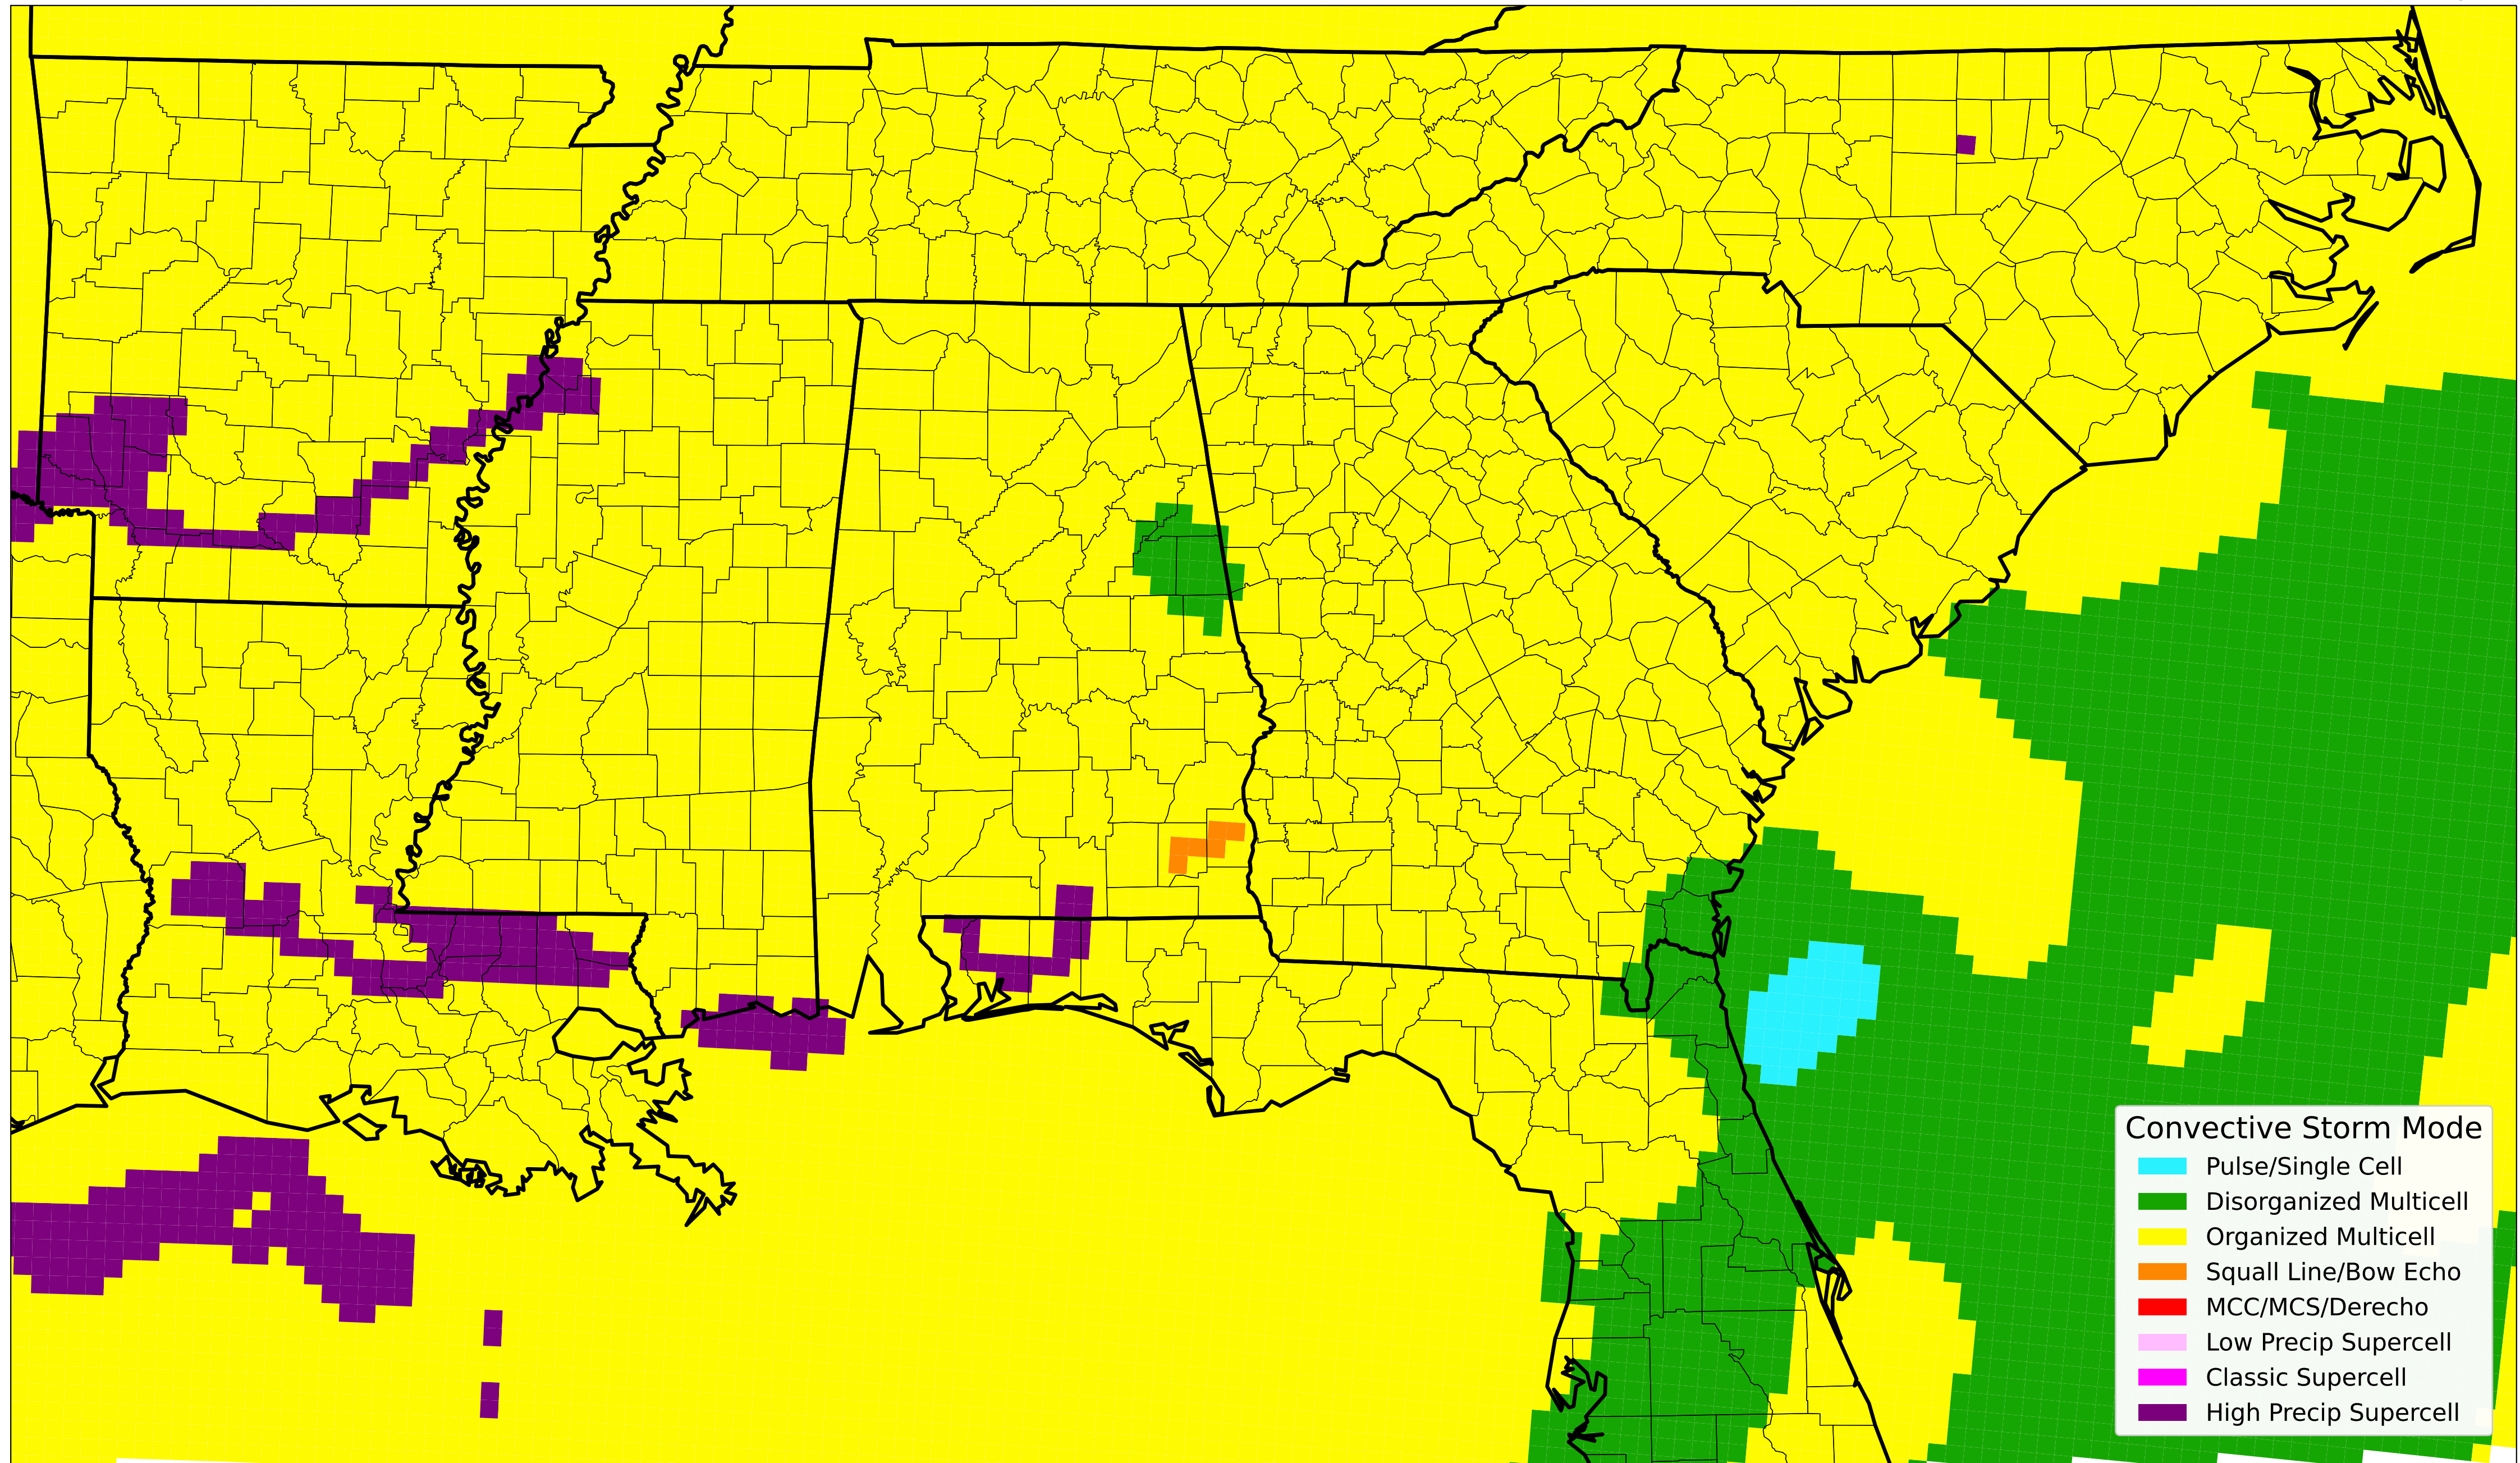 Convective Storm Mode
Pulse/Single Cell
Disorganized Multicell
Organized Multicell
Squall Line/Bow Echo
MCC/MCS/Derecho
Low Precip Supercell
Classic Supercell
High Precip Supercell